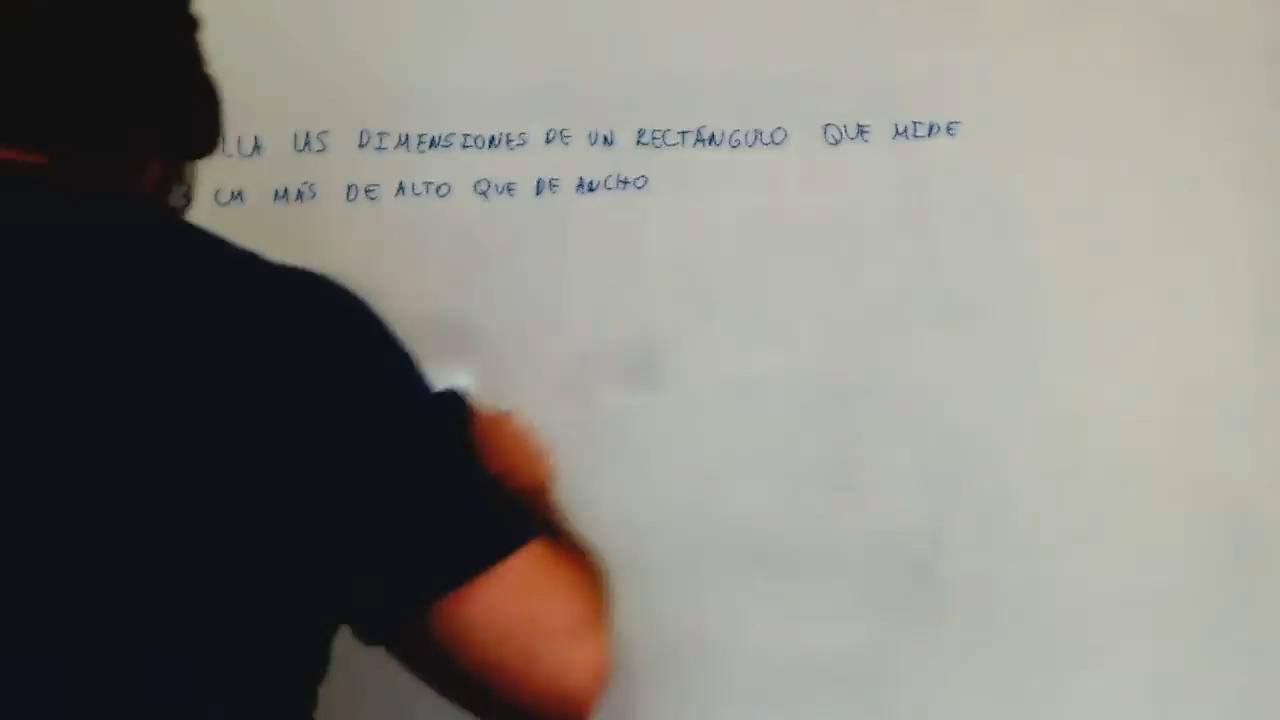 LLA LAS DIMENSIONES DE UN RECTÁNGULO QUE MIDE
CM MÁS DE ALTO QUE DE ANCHO